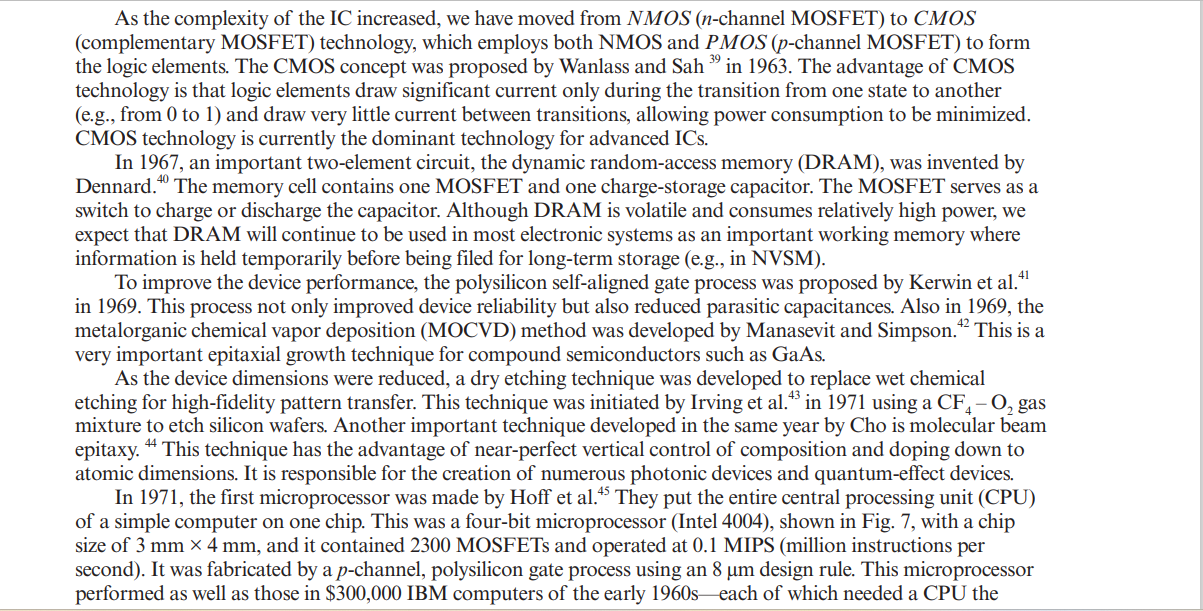 As the complexity of the IC increased, we have moved from NMOS (n-channel MOSFET) to CMOS
(complementary MOSFET) technology, which employs both NMOS and PMOS (p-channel MOSFET) to form
the logic elements. The CMOS concept was proposed by Wanlass and Sah 39 in 1963. The advantage of CMOS
technology is that logic elements draw significant current only during the transition from one state to another
(e.g., from 0 to 1) and draw very little current between transitions, allowing power consumption to be minimized.
CMOS technology is currently the dominant technology for advanced ICs.
In 1967, an important two-element circuit, the dynamic random-access memory (DRAM), was invented by
Dennard.40 The memory cell contains one MOSFET and one charge-storage capacitor. The MOSFET serves as a
switch to charge or discharge the capacitor. Although DRAM is volatile and consumes relatively high power, we
expect that DRAM will continue to be used in most electronic systems as an important working memory where
information is held temporarily before being filed for long-term storage (e.g., in NVSM).
To improve the device performance, the polysilicon self-aligned gate process was proposed by Kerwin et al.41
in 1969. This process not only improved device reliability but also reduced parasitic capacitances. Also in 1969, the
metalorganic chemical vapor deposition (MOCVD) method was developed by Manasevit and Simpson.42 This is a
very important epitaxial growth technique for compound semiconductors such as GaAs.
As the device dimensions were reduced, a dry etching technique was developed to replace wet chemical
etching for high-fidelity pattern transfer. This technique was initiated by Irving et al.43 in 1971 using a CF4 – O2 gas
mixture to etch silicon wafers. Another important technique developed in the same year by Cho is molecular beam
epitaxy. 44 This technique has the advantage of near-perfect vertical control of composition and doping down to
atomic dimensions. It is responsible for the creation of numerous photonic devices and quantum-effect devices.
In 1971, the first microprocessor was made by Hoff et al.45 They put the entire central processing unit (CPU)
of a simple computer on one chip. This was a four-bit microprocessor (Intel 4004), shown in Fig. 7, with a chip
size of 3 mm × 4 mm, and it contained 2300 MOSFETs and operated at 0.1 MIPS (million instructions per
second). It was fabricated by a p-channel, polysilicon gate process using an 8 μm design rule. This microprocessor
performed as well as those in $300,000 IBM computers of the early 1960s—each of which needed a CPU the